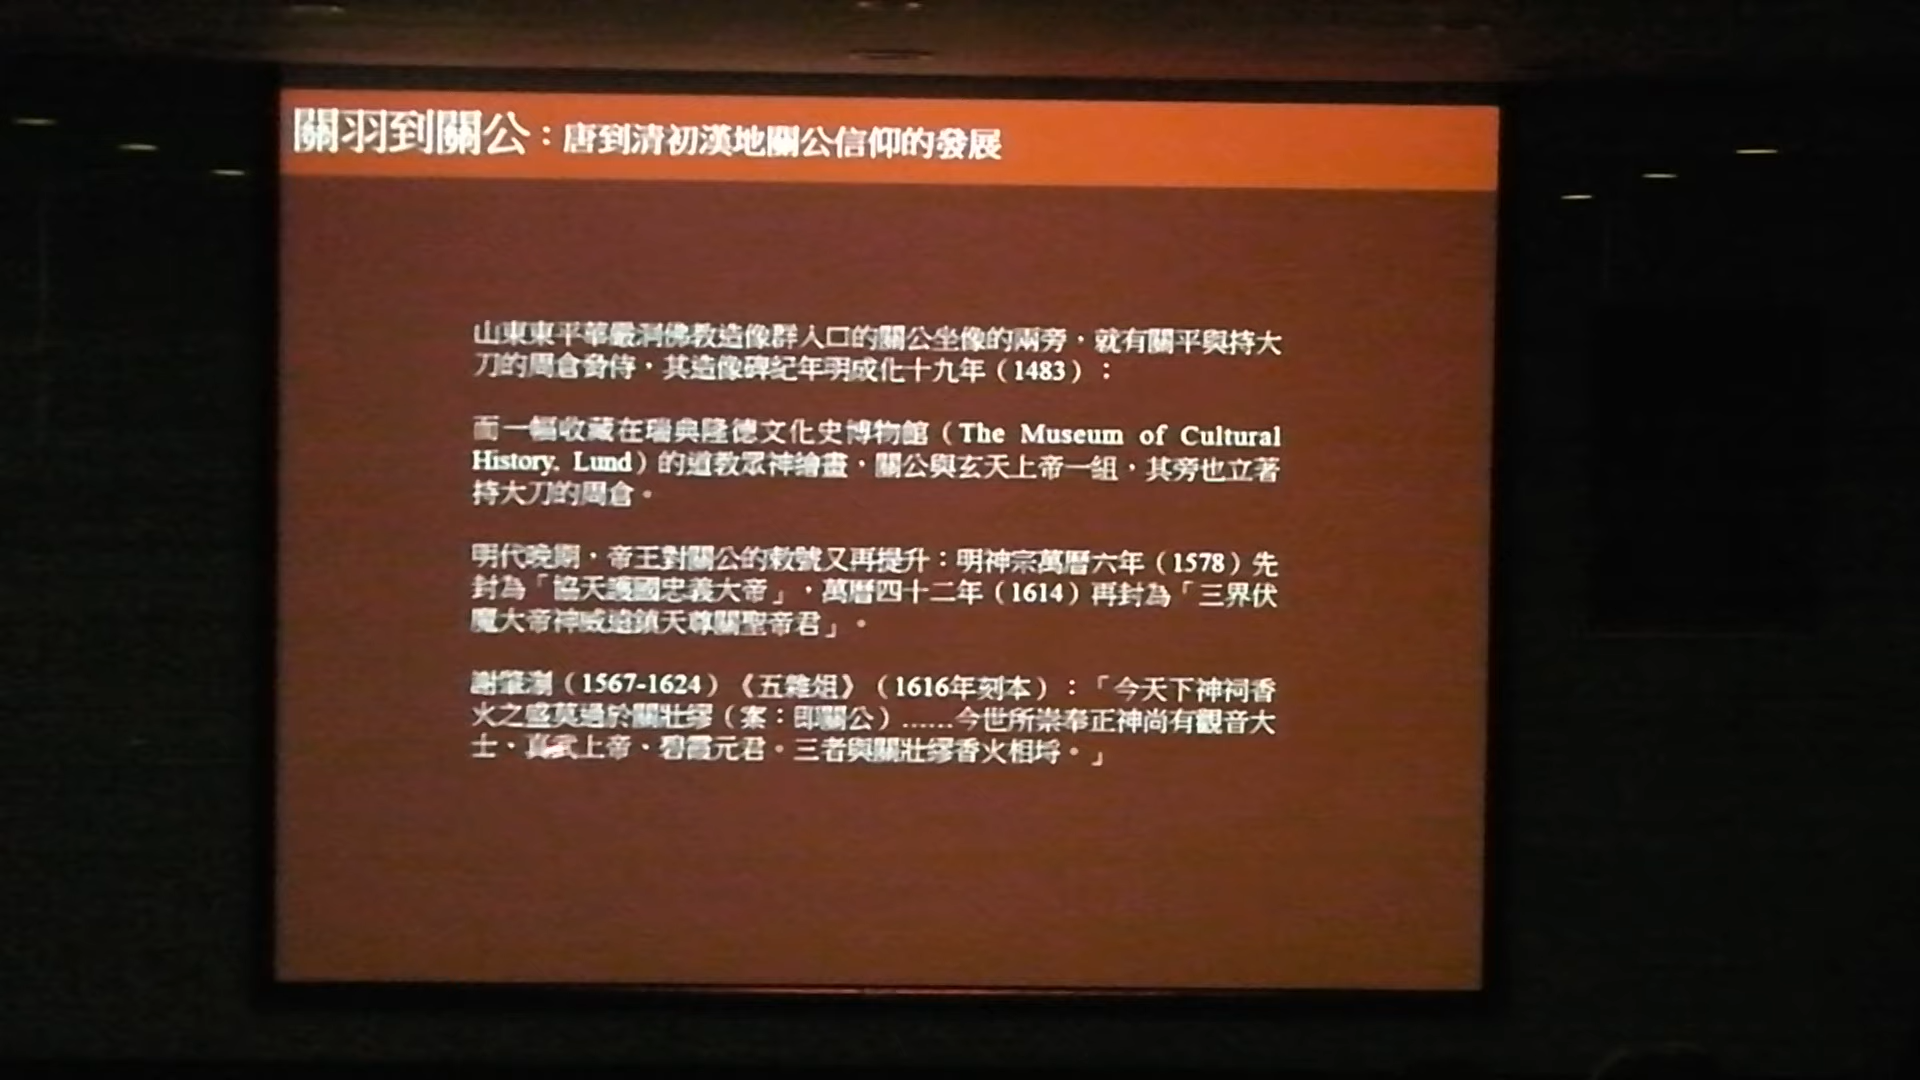 關羽到關公：唐到清初漢地關公信仰的發展
山東東平華嚴洞佛教造像群入口的關公坐像的兩旁，就有關平與持大
刀的周倉脅侍，其造像碑紀年明成化十九年（1483）：
而一幅收藏在瑞典隆德文化史博物館（The Museum of Cultural
History, Lund）的道教眾神繪畫，關公與玄天上帝一組，其旁也立著
持大刀的周倉。
明代晚期，帝王對關公的敕號又再提升：明神宗萬曆六年（1578）先
封為「協天護國忠義大帝」，萬曆四十二年（1614）再封為「三界伏
魔大帝神威遠鎮天尊關聖帝君」。
謝肇淛（1567-1624）《五雜俎》（1616年刻本）：「今天下神祠香
火之盛莫過於關壯繆（案：即關公）……今世所崇奉正神尚有觀音大
士、真武上帝、碧霞元君。三者與關壯繆香火相埒。」